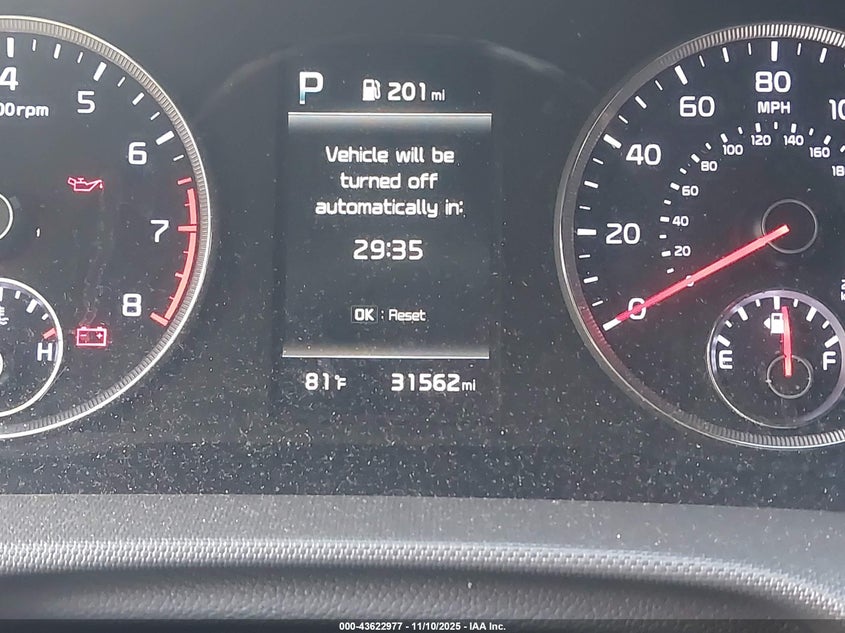 4
5
6
7
8
00rpm
H
P 201 mi
Vehicle will be
turned off
automatically in:
29:35
OK : Reset
81°F 31562 mi
0
20
40
60
80
MPH
20
40
60
80
100
120
140
160
E F
000-43622977 - 11/10/2025 - IAA Inc.